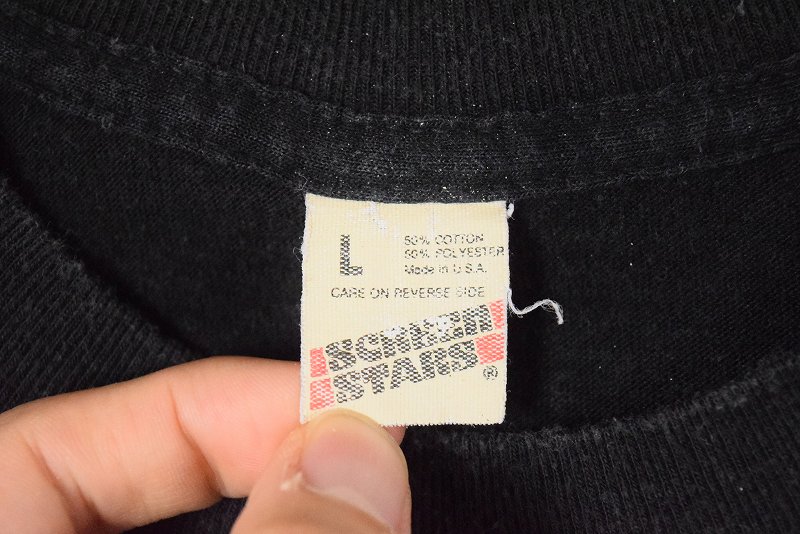 L
50% COTTON
50% POLYESTER
Made in U.S.A.
CARE ON REVERSE SIDE
SCREEN
STARS ®